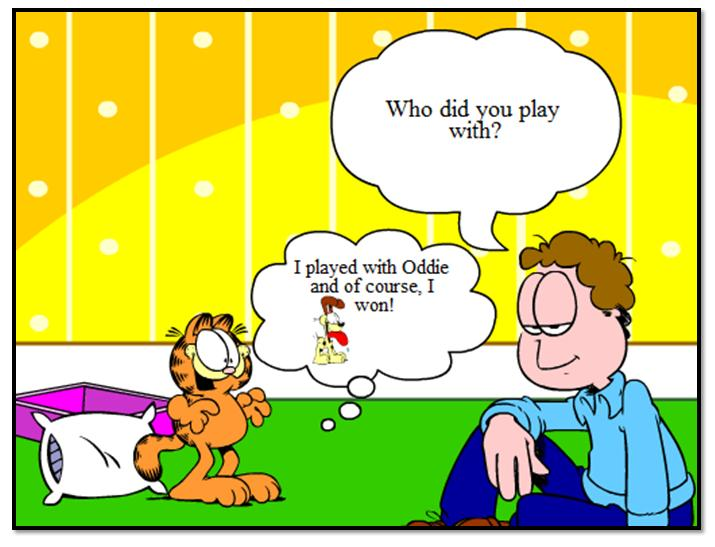 Who did you play
with?
I played with Oddie
and of course, I
won!